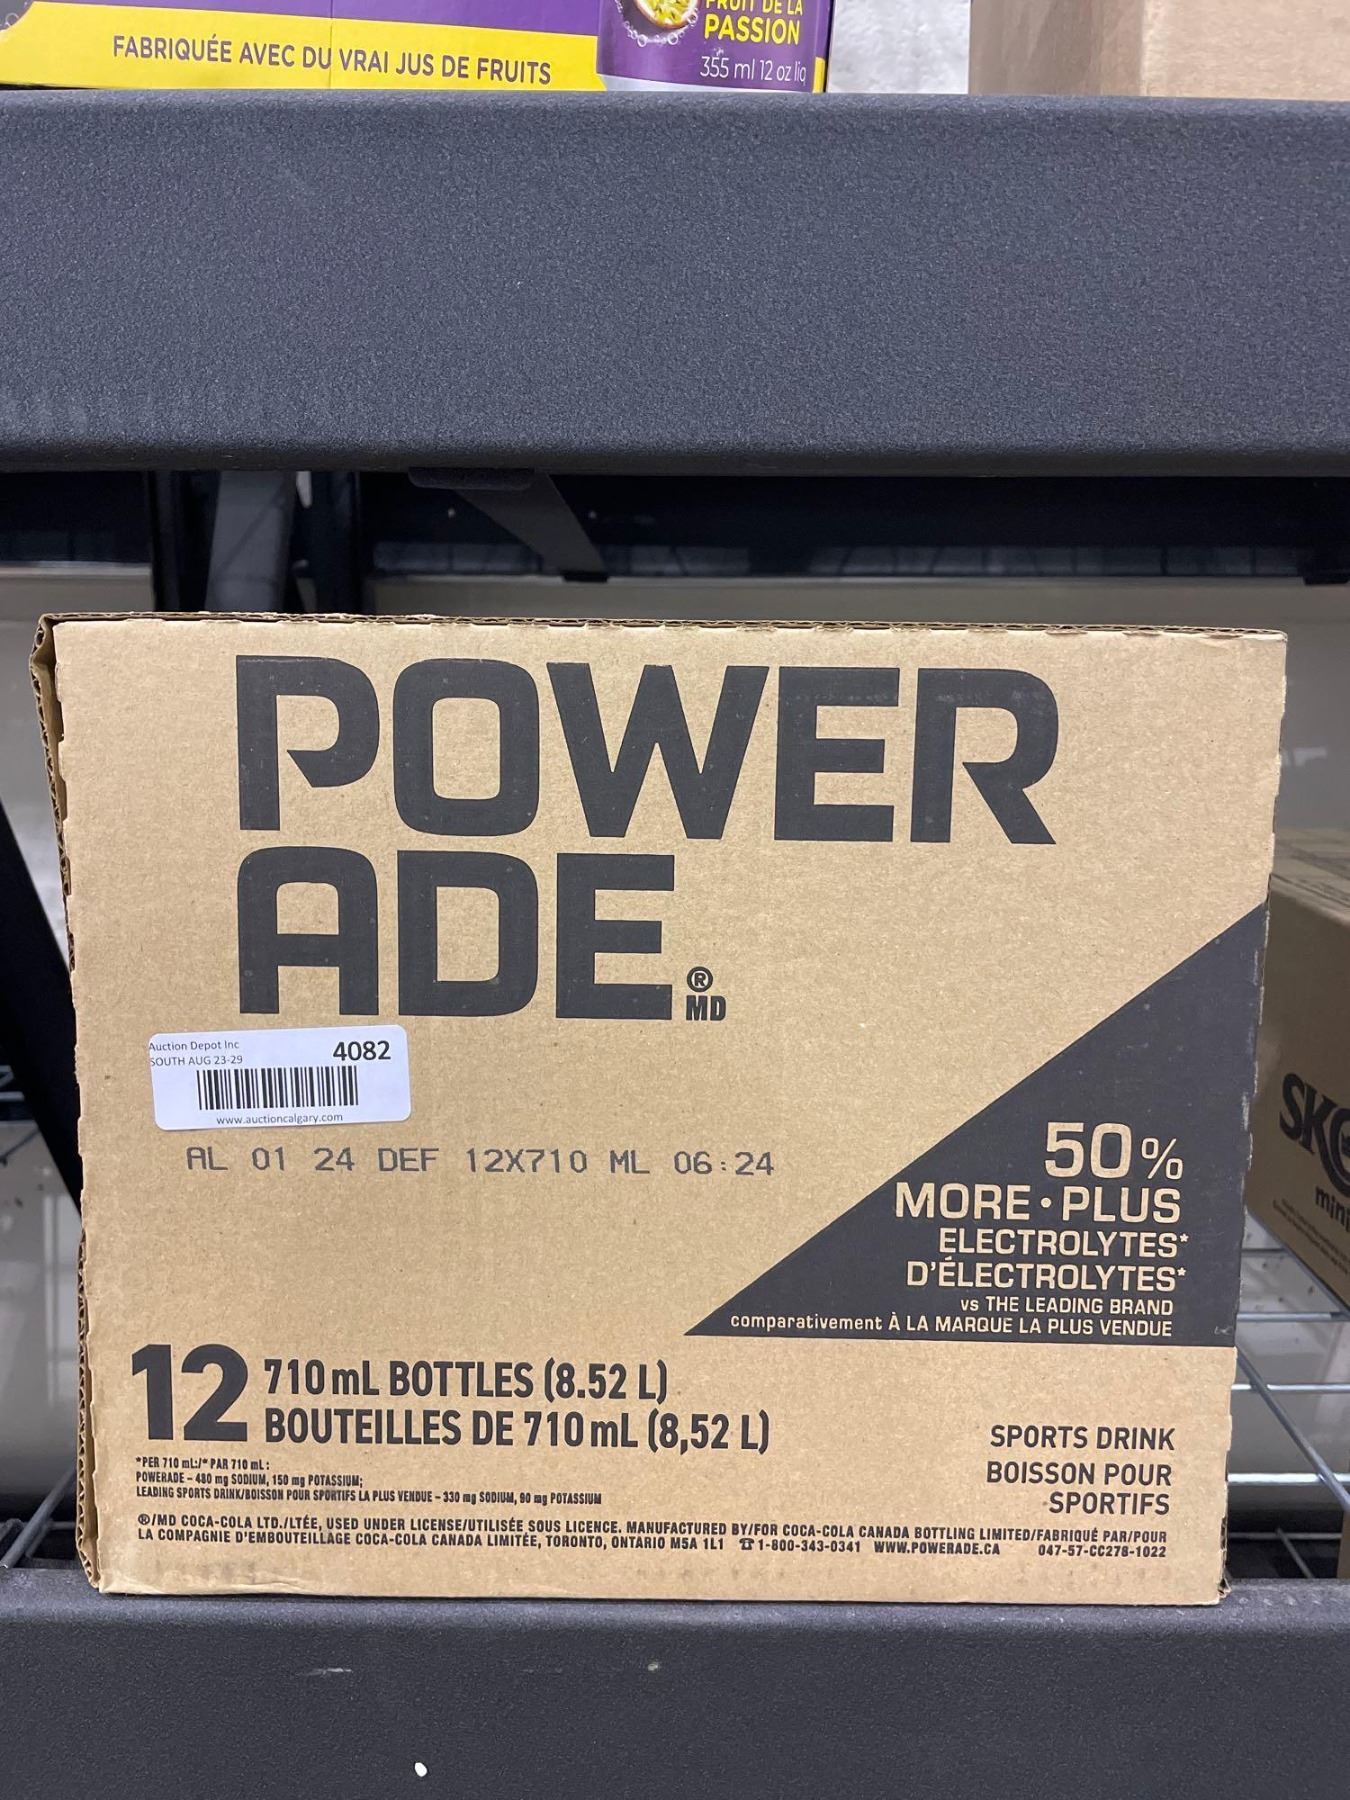 FRUIT DE LA
PASSION
FABRIQUÉE AVEC DU VRAI JUS DE FRUITS
355 ml 12 oz liq
POWER
ADE®
MD
Auction Depot Inc
SOUTH AUG 23-29
4082
www.auctioncalgary.com
AL 01 24 DEF 12X710 ML 06:24
50%
MORE • PLUS
ELECTROLYTES*
D'ÉLECTROLYTES*
vs THE LEADING BRAND
comparativement À LA MARQUE LA PLUS VENDUE
12 710 mL BOTTLES (8.52 L)
BOUTEILLES DE 710 mL (8,52 L)
*PER 710 mL:/* PAR 710 mL :
POWERADE – 480 mg SODIUM, 150 mg POTASSIUM;
LEADING SPORTS DRINK/BOISSON POUR SPORTIFS LA PLUS VENDUE – 330 mg SODIUM, 90 mg POTASSIUM
SPORTS DRINK
BOISSON POUR
SPORTIFS
®/MD COCA-COLA LTD./LTÉE, USED UNDER LICENSE/UTILISÉE SOUS LICENCE. MANUFACTURED BY/FOR COCA-COLA CANADA BOTTLING LIMITED/FABRIQUÉ PAR/POUR
LA COMPAGNIE D'EMBOUTEILLAGE COCA-COLA CANADA LIMITÉE, TORONTO, ONTARIO M5A 1L1 ☎ 1-800-343-0341 WWW.POWERADE.CA 047-57-CC278-1022
mini